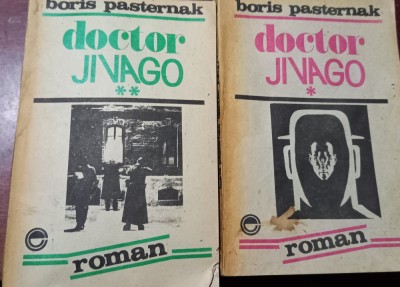 boris pasternak
doctor
JIVAGO
**
e
roman
boris pasternak
doctor
JIVAGO
*
e
roman